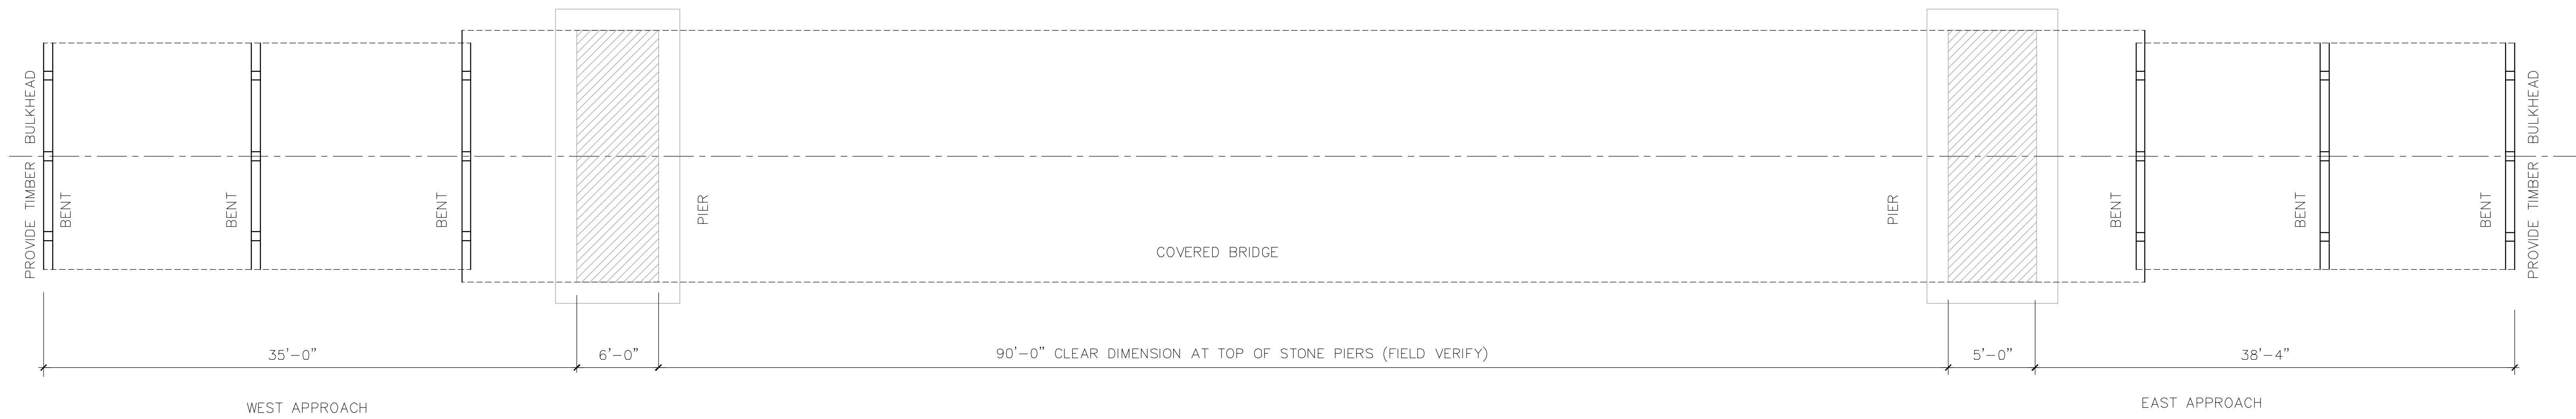 PROVIDE TIMBER BULKHEAD
BENT
BENT
BENT
PIER
COVERED BRIDGE
PIER
BENT
BENT
BENT
PROVIDE TIMBER BULKHEAD
35'-0"
6'-0"
90'-0" CLEAR DIMENSION AT TOP OF STONE PIERS (FIELD VERIFY)
5'-0"
38'-4"
WEST APPROACH
EAST APPROACH